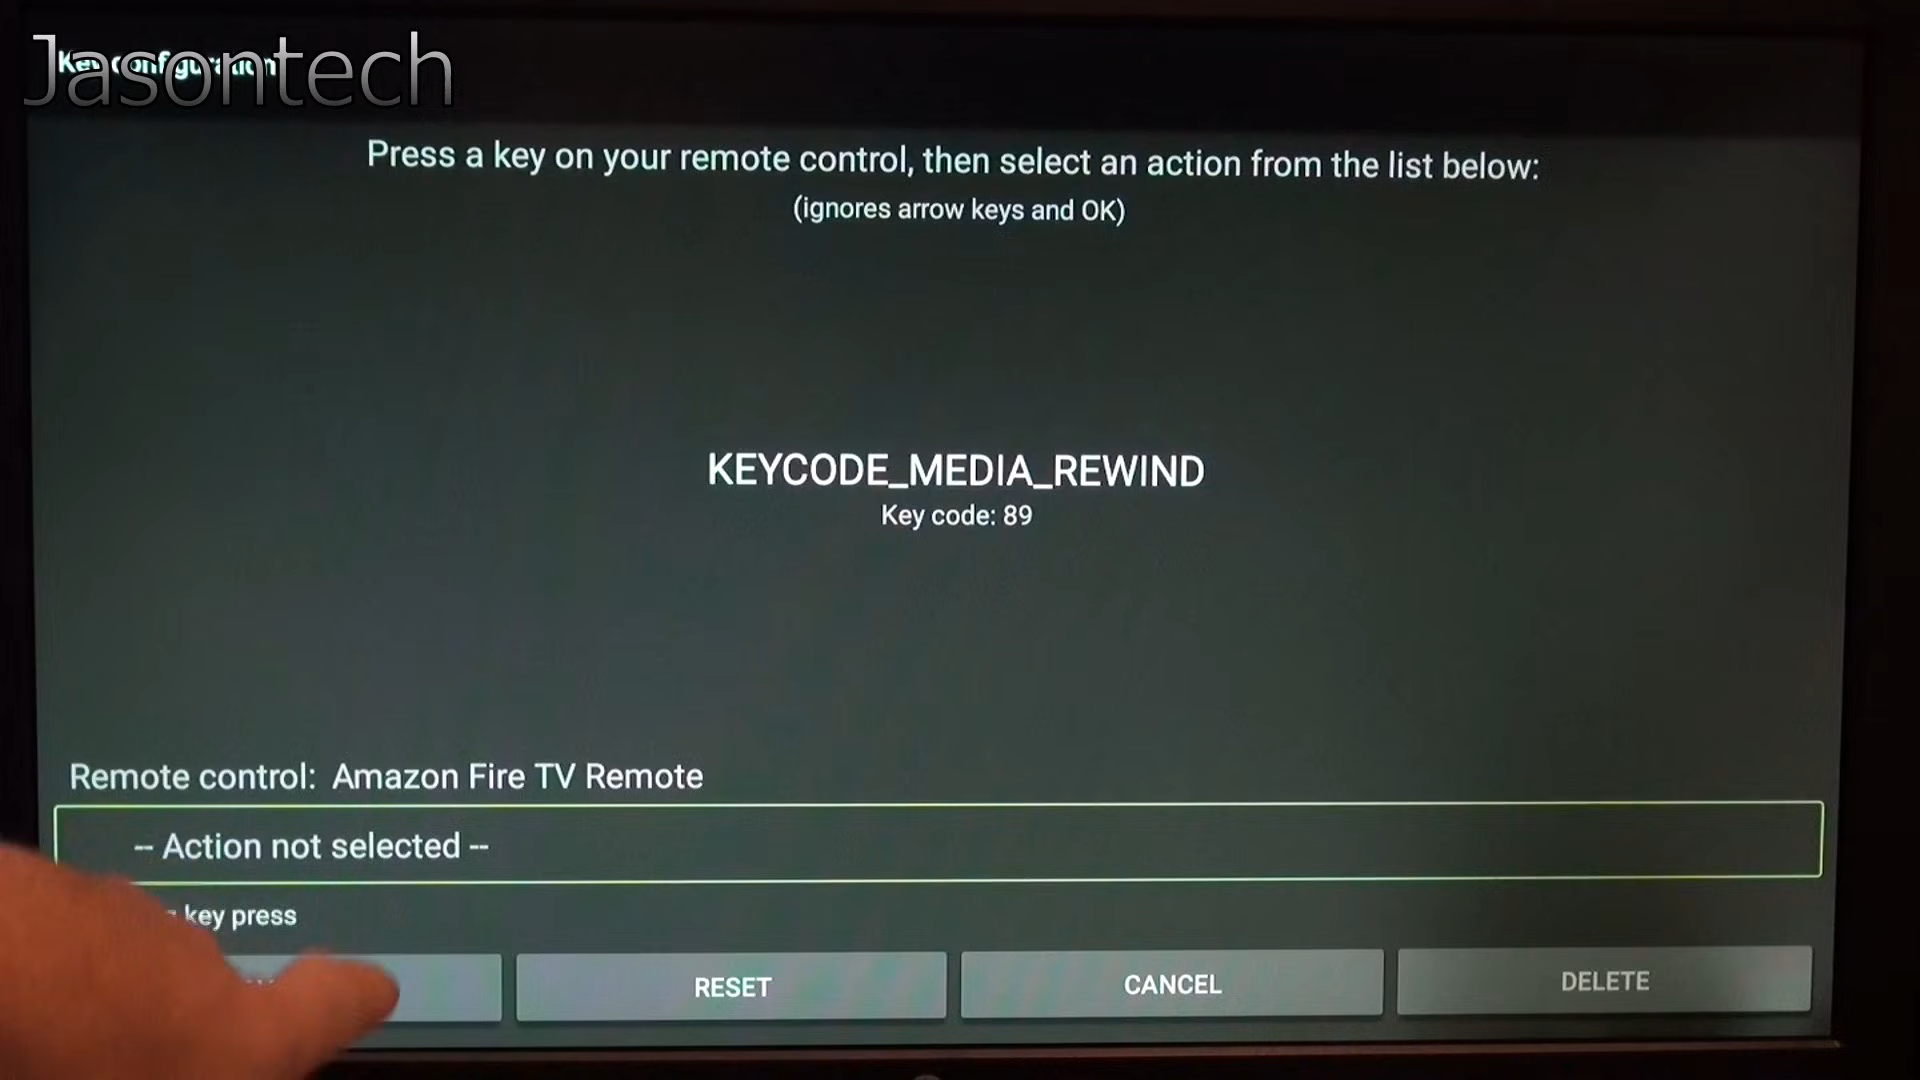 Jasontech
Key configuration
Press a key on your remote control, then select an action from the list below:
(ignores arrow keys and OK)
KEYCODE_MEDIA_REWIND
Key code: 89
Remote control: Amazon Fire TV Remote
-- Action not selected --
key press
RESET
CANCEL
DELETE